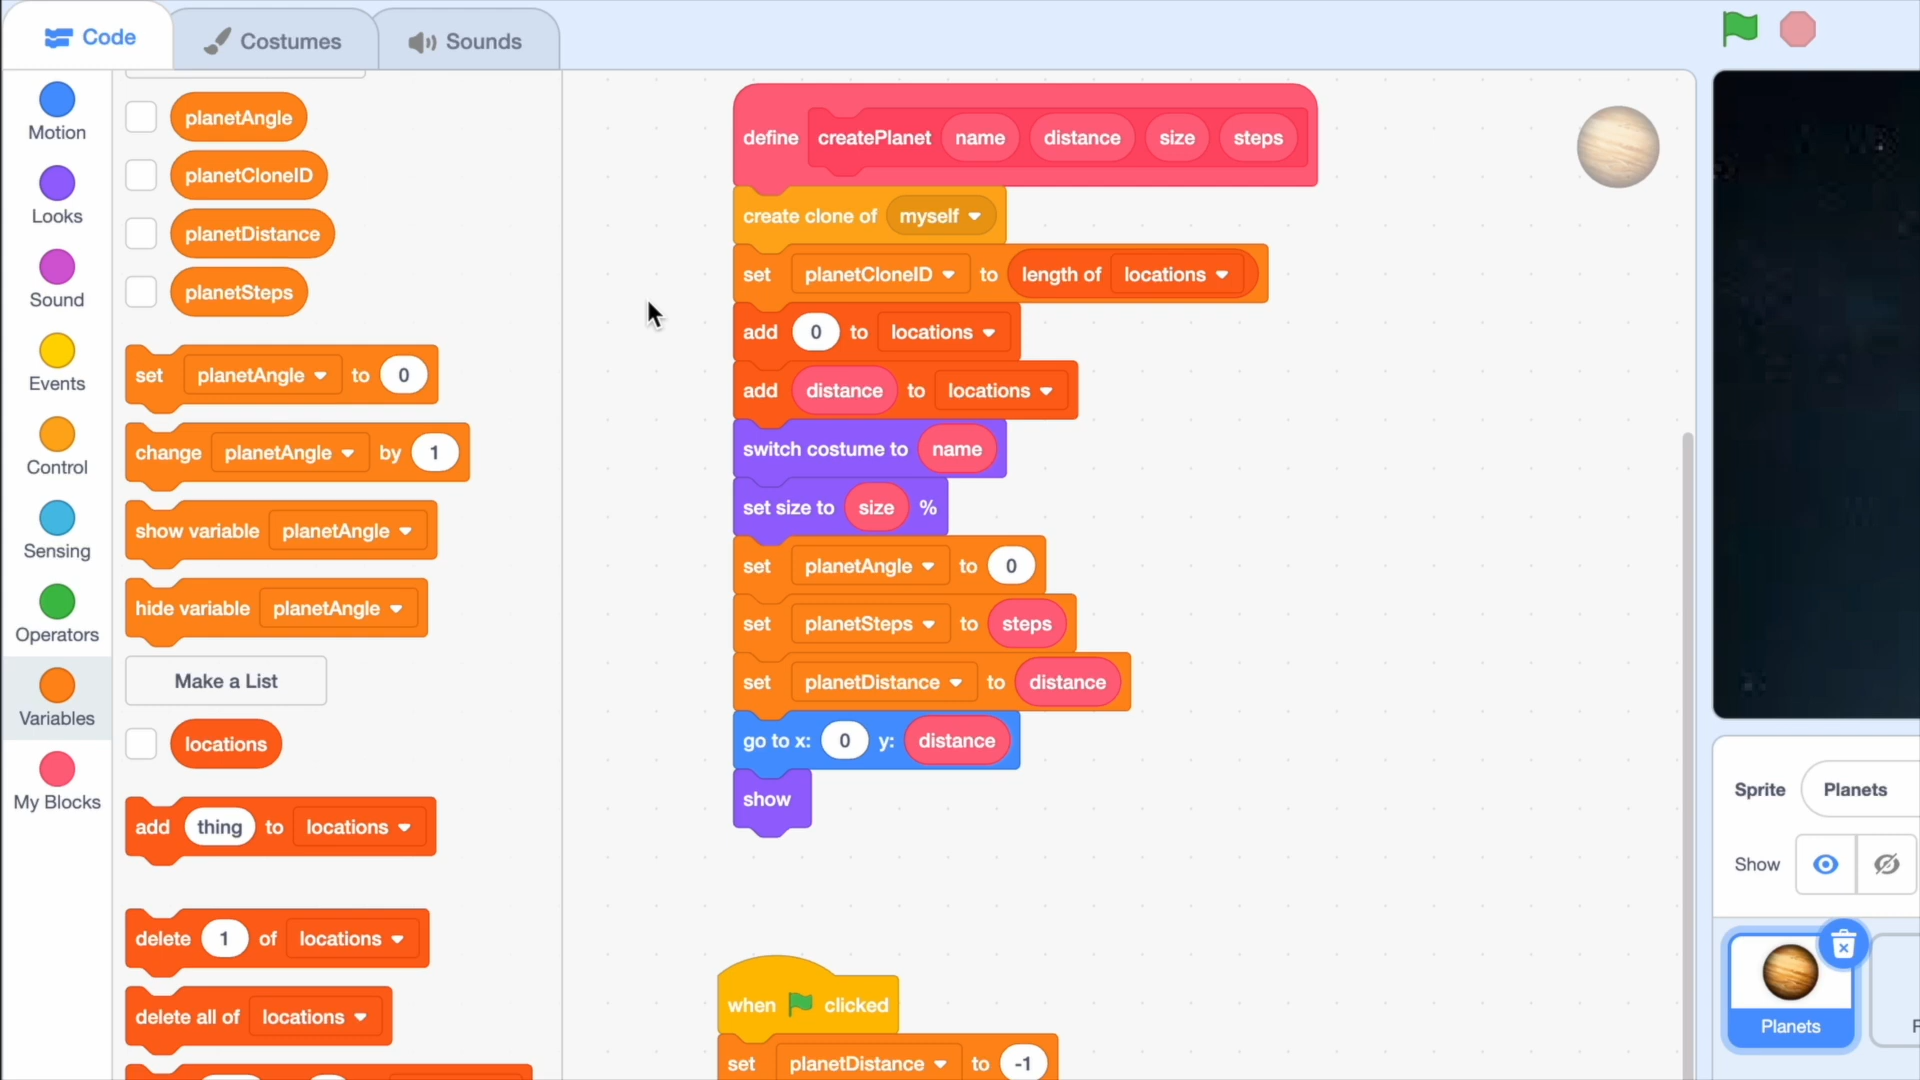 Code
Costumes
Sounds
Motion
Looks
Sound
Events
Control
Sensing
Operators
Variables
My Blocks
planetAngle
planetCloneID
planetDistance
planetSteps
set planetAngle to 0
change planetAngle by 1
show variable planetAngle
hide variable planetAngle
Make a List
locations
add thing to locations
delete 1 of locations
delete all of locations
define createPlanet name distance size steps
create clone of myself
set planetCloneID to length of locations
add 0 to locations
add distance to locations
switch costume to name
set size to size %
set planetAngle to 0
set planetSteps to steps
set planetDistance to distance
go to x: 0 y: distance
show
when clicked
set planetDistance to -1
Sprite Planets
Show
Planets